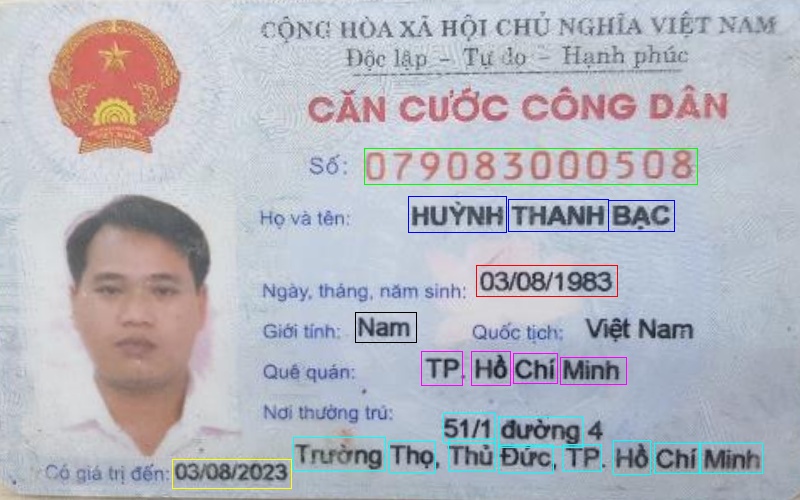 CỘNG HÒA XÃ HỘI CHỦ NGHĨA VIỆT NAM
Độc lập - Tự do - Hạnh phúc
CĂN CƯỚC CÔNG DÂN
Số: 079083000508
Họ và tên: HUỲNH THANH BẠC
Ngày, tháng, năm sinh: 03/08/1983
Giới tính: Nam Quốc tịch: Việt Nam
Quê quán: TP. Hồ Chí Minh
Nơi thường trú: 51/1 đường 4
Trường Thọ, Thủ Đức, TP. Hồ Chí Minh
Có giá trị đến: 03/08/2023